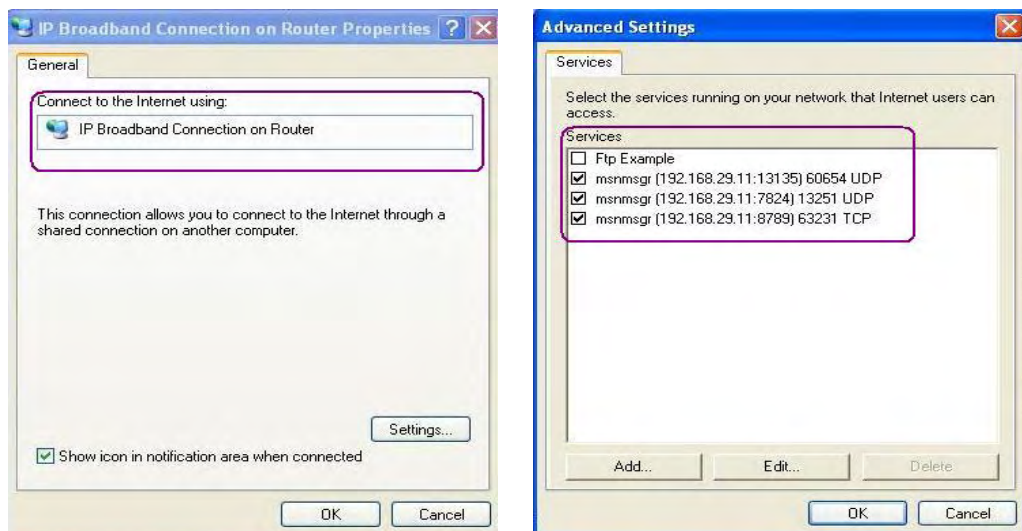 IP Broadband Connection on Router Properties
General
Connect to the Internet using:
IP Broadband Connection on Router
This connection allows you to connect to the Internet through a
shared connection on another computer.
Settings...
Show icon in notification area when connected
OK
Cancel
Advanced Settings
Services
Select the services running on your network that Internet users can
access.
Services
Ftp Example
msnmsgr (192.168.29.11:13135) 60654 UDP
msnmsgr (192.168.29.11:7824) 13251 UDP
msnmsgr (192.168.29.11:8789) 63231 TCP
Add...
Edit...
Delete
OK
Cancel